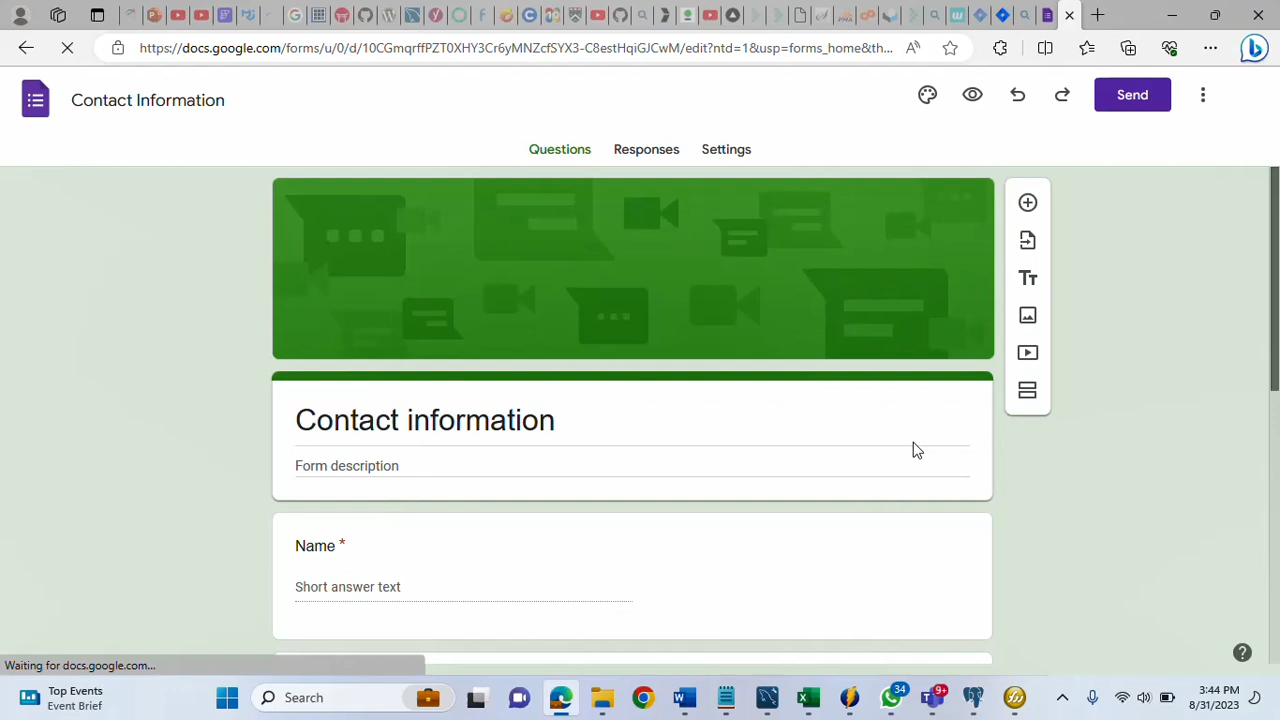 https://docs.google.com/forms/u/0/d/10CGmqrffPZT0XHY3Cr6yMNZcfSYX3-C8estHqiGJCwM/edit?ntd=1&usp=forms_home&th...
Contact Information
Send
Questions Responses Settings
Contact information
Form description
Name *
Short answer text
Waiting for docs.google.com...
Top Events
Event Brief
Search
34
9+
3:44 PM
8/31/2023